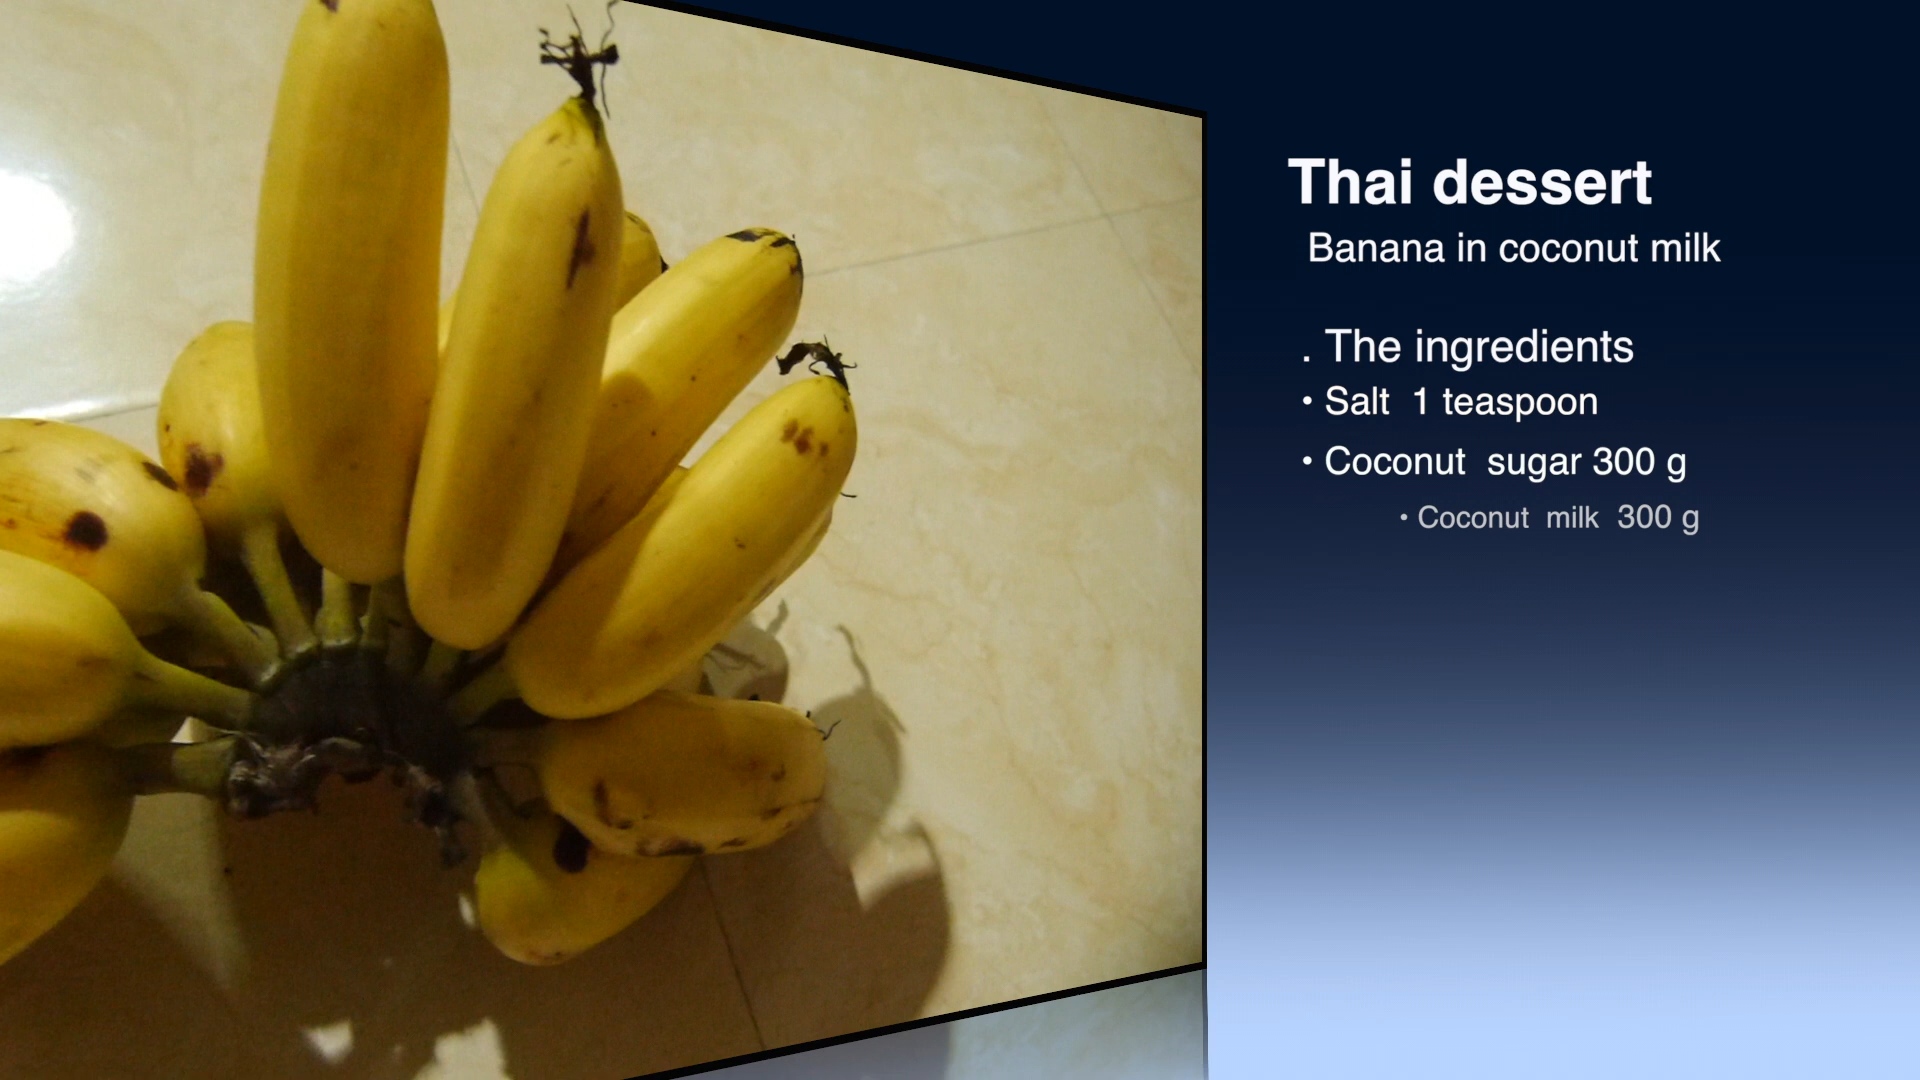 Thai dessert
Banana in coconut milk
. The ingredients
• Salt 1 teaspoon
• Coconut sugar 300 g
• Coconut milk 300 g